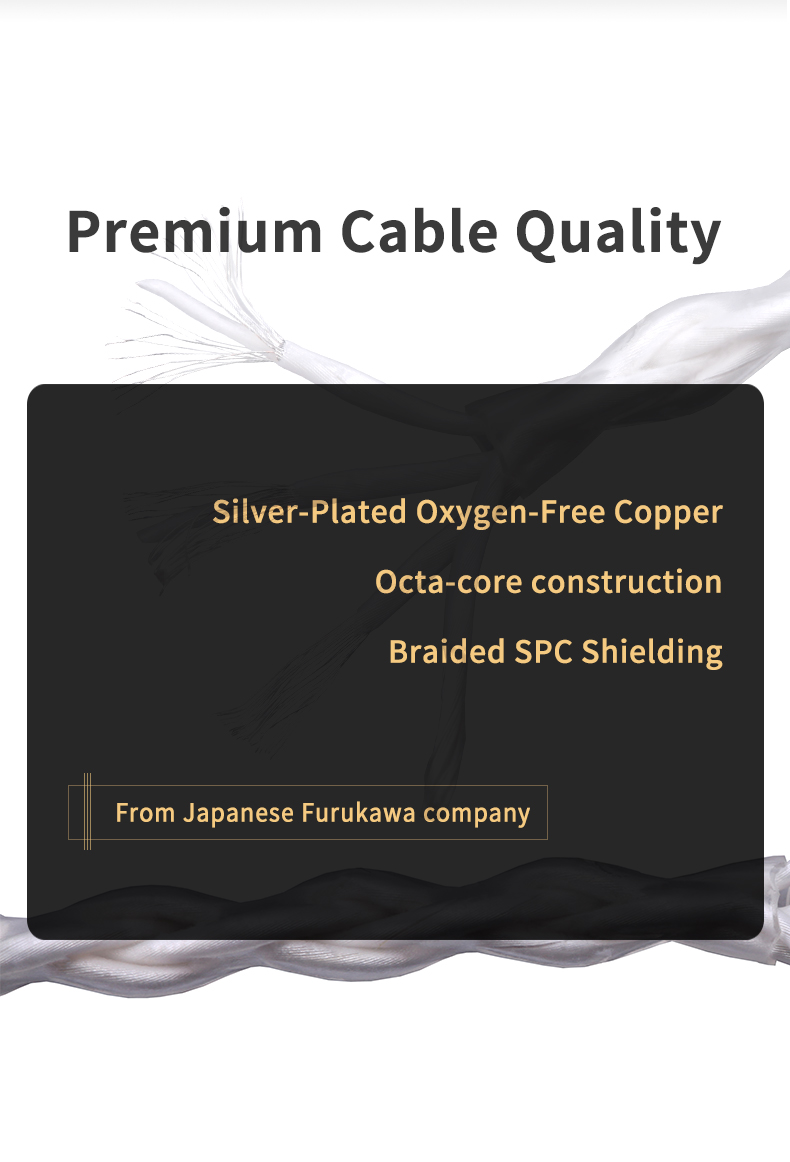 Premium Cable Quality
Silver-Plated Oxygen-Free Copper
Octa-core construction
Braided SPC Shielding
From Japanese Furukawa company